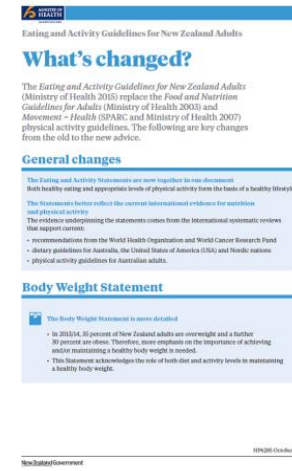 MINISTRY OF
HEALTH
Eating and Activity Guidelines for New Zealand Adults
What's changed?
The Eating and Activity Guidelines for New Zealand Adults
(Ministry of Health 2015) replace the Food and Nutrition
Guidelines for Adults (Ministry of Health 2003) and
Movement = Health (SPARC and Ministry of Health 2007)
physical activity guidelines. The following are key changes
from the old to the new advice.
General changes
The Eating and Activity Statements are now together in one document
Both healthy eating and appropriate levels of physical activity form the basis of a healthy lifestyle
The Statements better reflect the current international evidence for nutrition
and physical activity
The evidence underpinning the statements comes from the international systematic reviews
that support current:
• recommendations from the World Health Organization and World Cancer Research Fund
• dietary guidelines for Australia, the United States of America (USA) and Nordic nations
• physical activity guidelines for Australian adults.
Body Weight Statement
The Body Weight Statement is more detailed
• In 2013/14, 35 percent of New Zealand adults are overweight and a further
30 percent are obese. Therefore, more emphasis on the importance of achieving
and/or maintaining a healthy body weight is needed.
• This Statement acknowledges the role of both diet and activity levels in maintaining
a healthy body weight.
HP6286 October
New Zealand Government